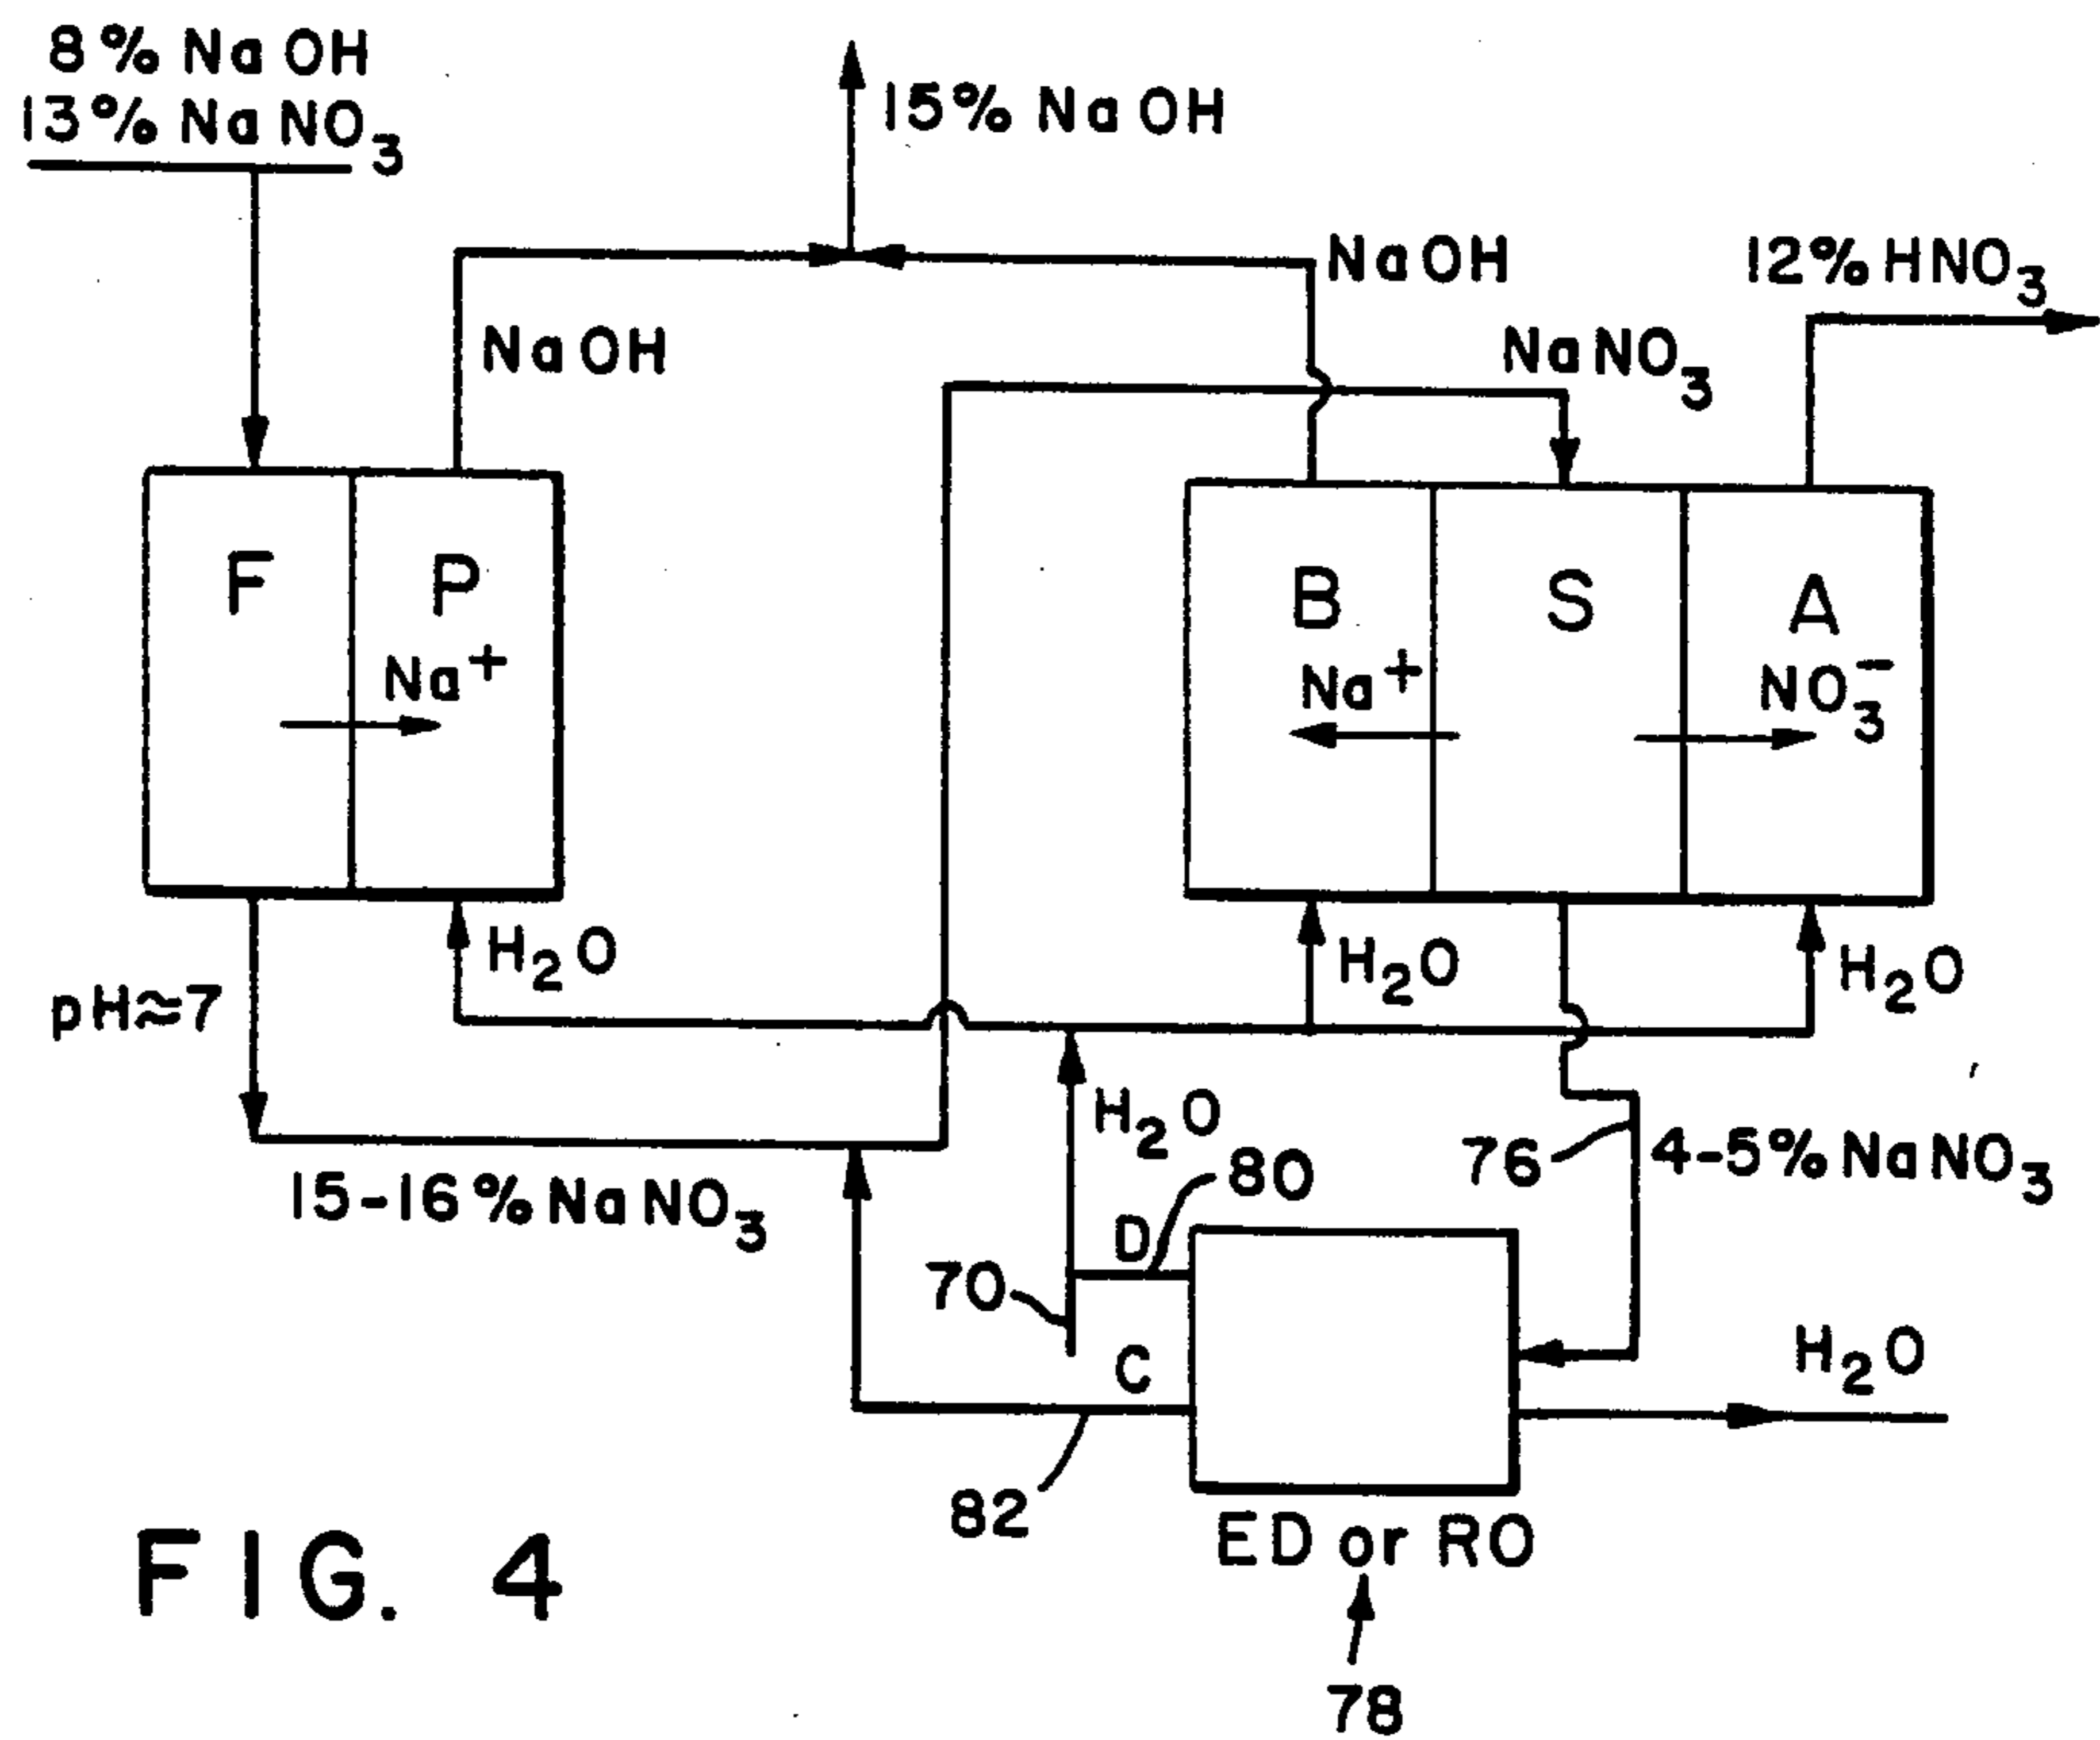 8% NaOH
13% NaNO3
15% NaOH
NaOH
12% HNO3
NaOH
NaNO3
F
P
B
S
A
Na+
Na+
NO3−
H2O
H2O
H2O
pH≈7
H2O
76
4-5% NaNO3
15-16% NaNO3
80
D
70
C
H2O
82
ED or RO
FIG. 4
78